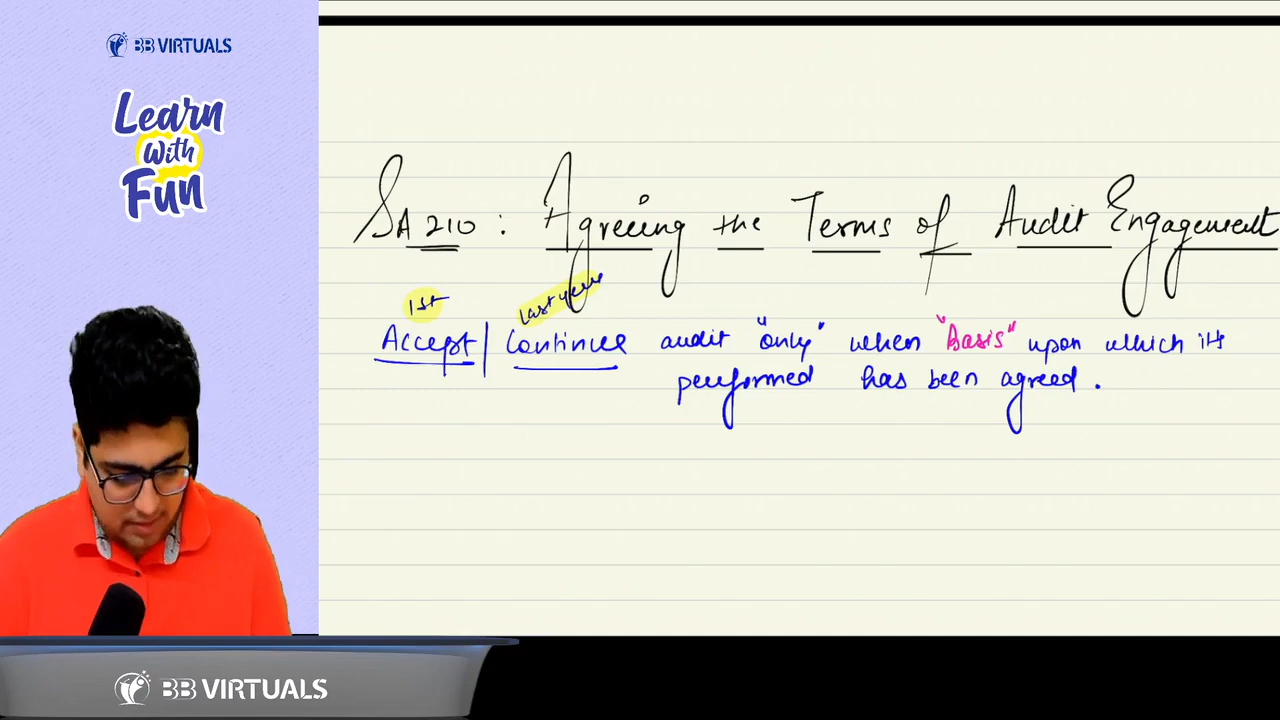 BB VIRTUALS
Learn
With
Fun
SA 210 : Agreeing the Terms of Audit Engagement
1st
Last year
Accept | Continue audit "only" when "Basis" upon which its
performed has been agreed .
BB VIRTUALS